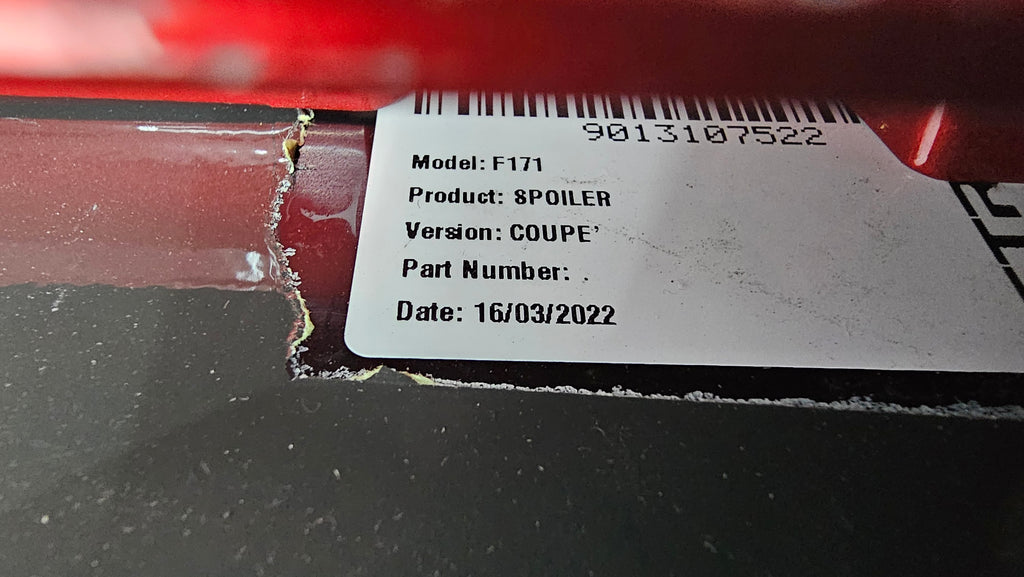 9013107522
Model: F171
Product: SPOILER
Version: COUPE'
Part Number: .
Date: 16/03/2022